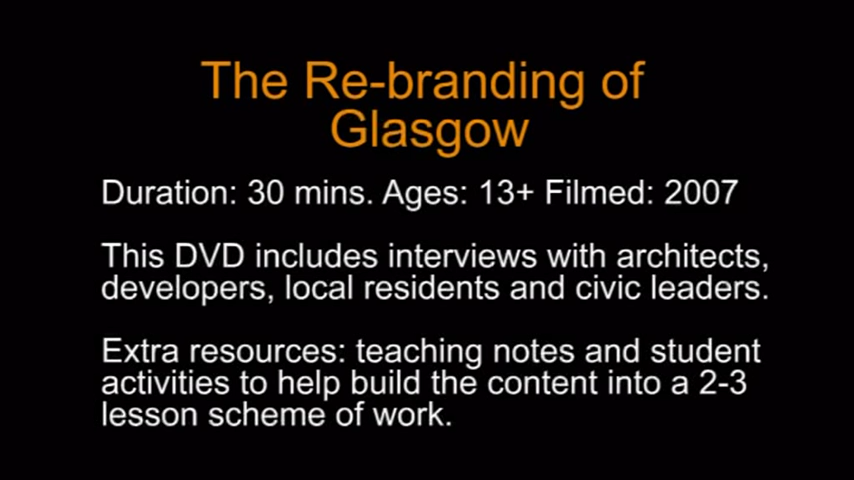 The Re-branding of
Glasgow
Duration: 30 mins. Ages: 13+ Filmed: 2007
This DVD includes interviews with architects,
developers, local residents and civic leaders.
Extra resources: teaching notes and student
activities to help build the content into a 2-3
lesson scheme of work.